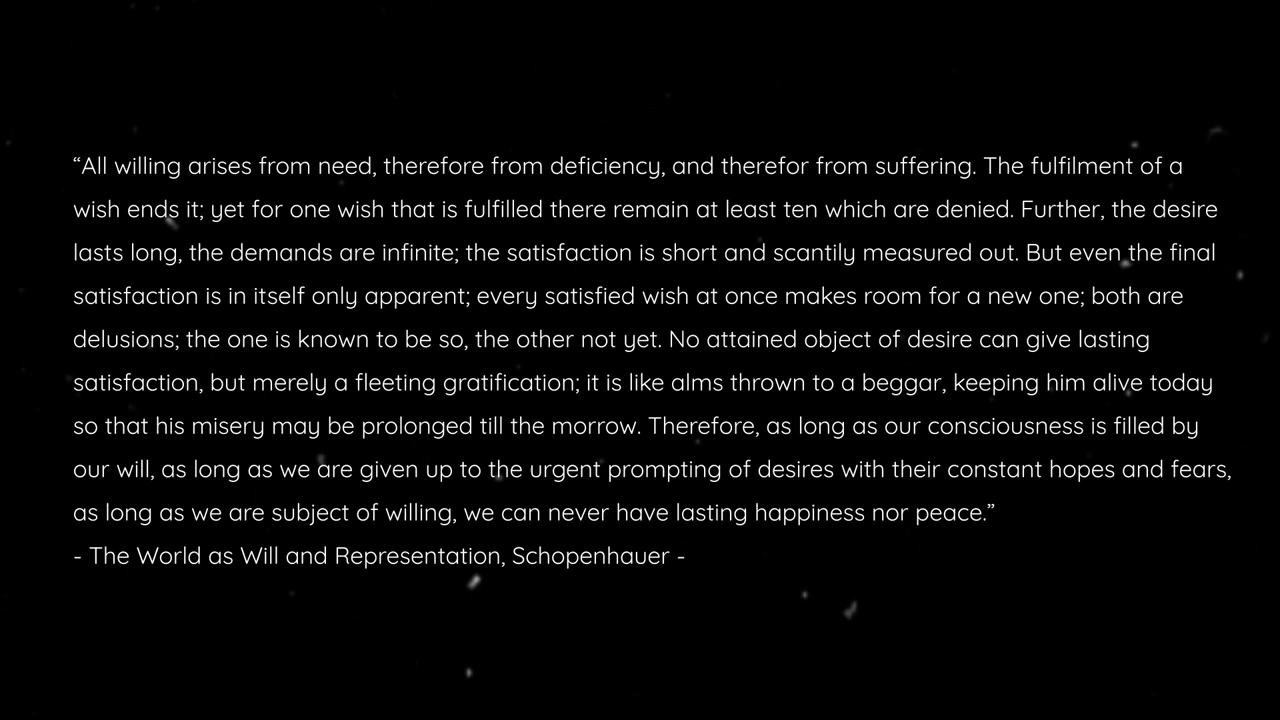 “All willing arises from need, therefore from deficiency, and therefor from suffering. The fulfilment of a
wish ends it; yet for one wish that is fulfilled there remain at least ten which are denied. Further, the desire
lasts long, the demands are infinite; the satisfaction is short and scantily measured out. But even the final
satisfaction is in itself only apparent; every satisfied wish at once makes room for a new one; both are
delusions; the one is known to be so, the other not yet. No attained object of desire can give lasting
satisfaction, but merely a fleeting gratification; it is like alms thrown to a beggar, keeping him alive today
so that his misery may be prolonged till the morrow. Therefore, as long as our consciousness is filled by
our will, as long as we are given up to the urgent prompting of desires with their constant hopes and fears,
as long as we are subject of willing, we can never have lasting happiness nor peace.”
- The World as Will and Representation, Schopenhauer -